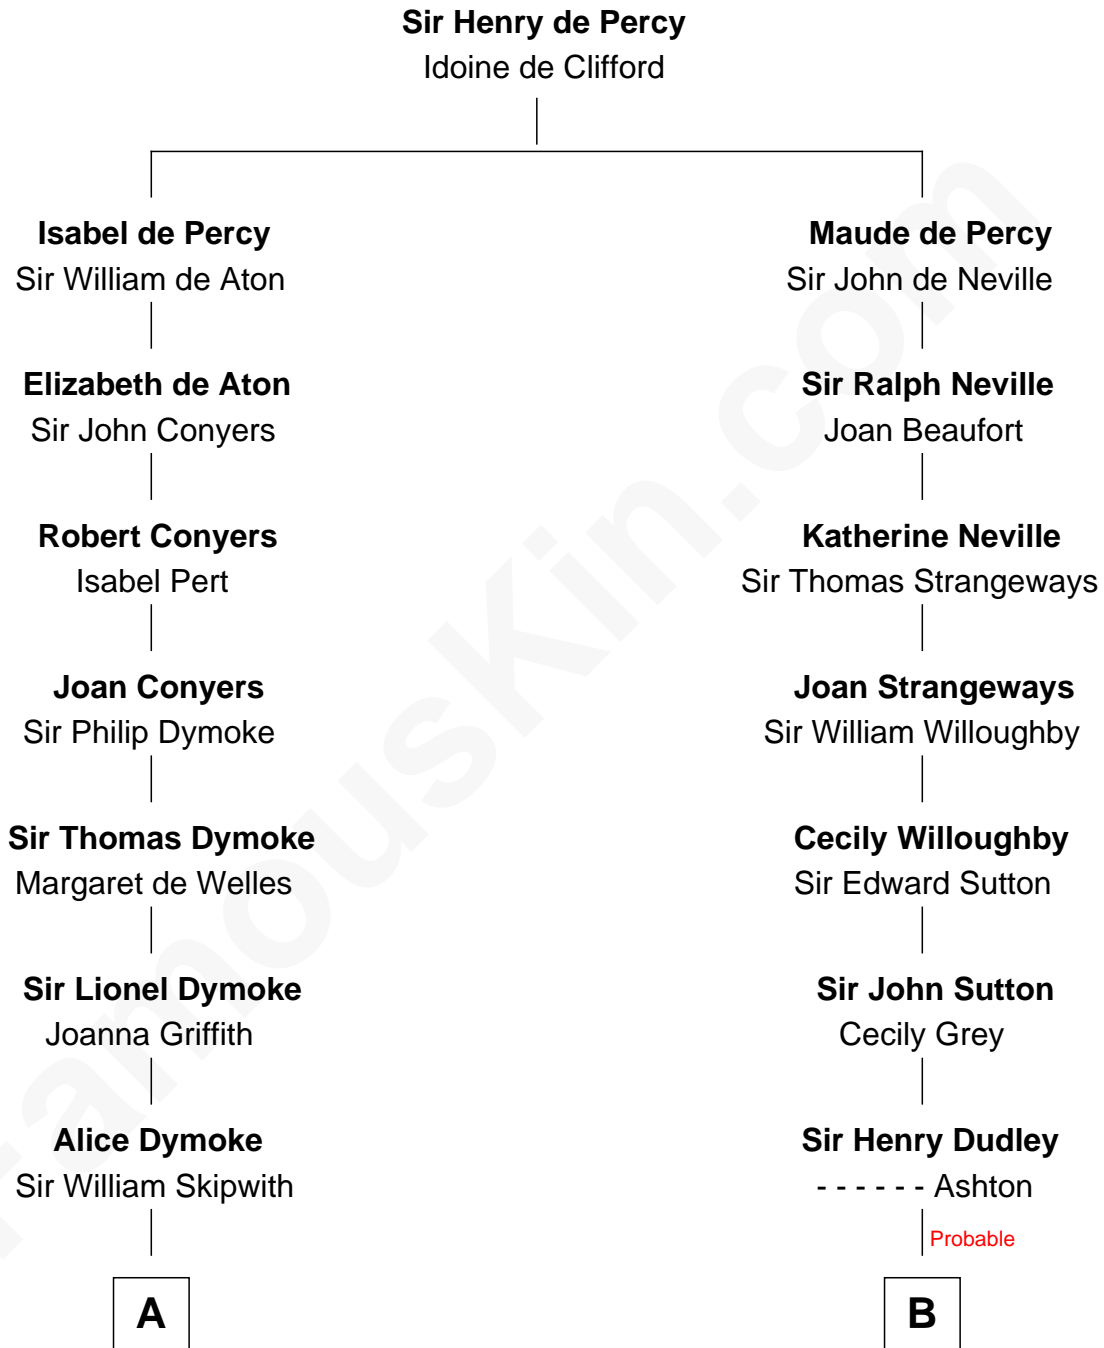 Sir Henry de Percy
Idoine de Clifford
Isabel de Percy
Sir William de Aton
Maude de Percy
Sir John de Neville
Elizabeth de Aton
Sir John Conyers
Sir Ralph Neville
Joan Beaufort
Robert Conyers
Isabel Pert
Katherine Neville
Sir Thomas Strangeways
Joan Conyers
Sir Philip Dymoke
Joan Strangeways
Sir William Willoughby
Sir Thomas Dymoke
Margaret de Welles
Cecily Willoughby
Sir Edward Sutton
Sir Lionel Dymoke
Joanna Griffith
Sir John Sutton
Cecily Grey
Alice Dymoke
Sir William Skipwith
Sir Henry Dudley
- - - - - - Ashton
Probable
A
B
FamousKin.com